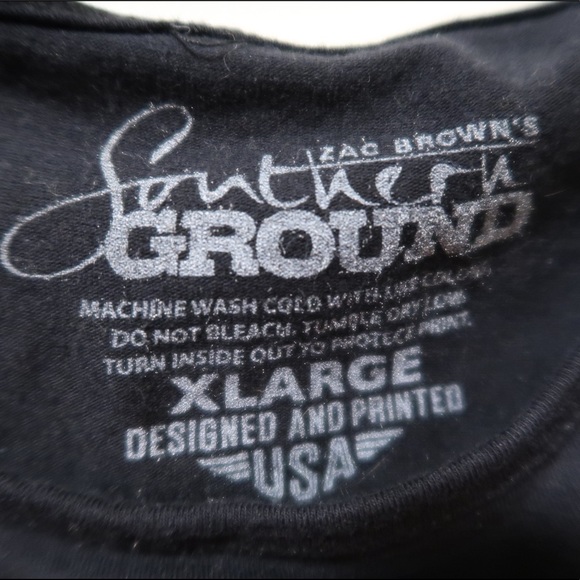 ZAC BROWN'S
Southern
GROUND
MACHINE WASH COLD WITH LIKE COLORS
DO NOT BLEACH. TUMBLE DRY LOW.
TURN INSIDE OUT TO PROTECT PRINT.
XLARGE
DESIGNED AND PRINTED
USA